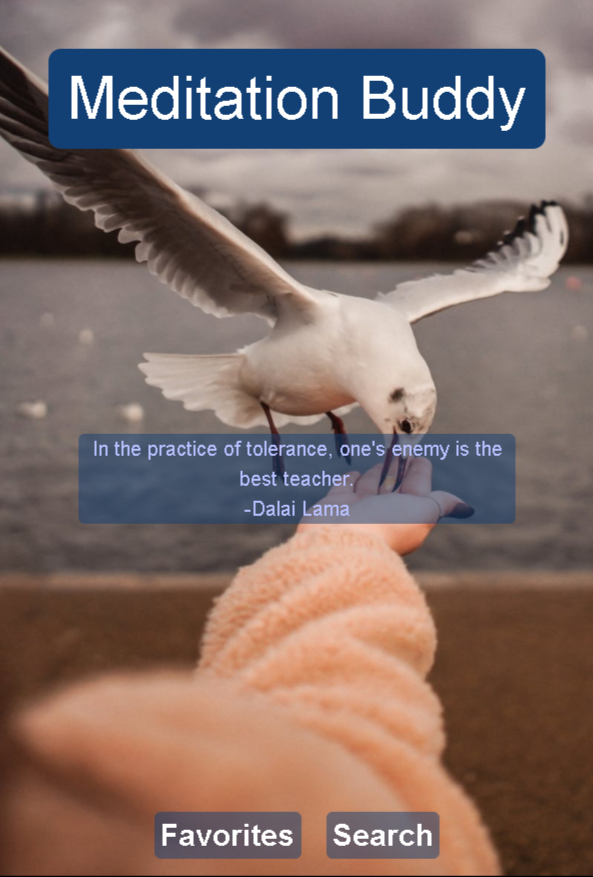 Meditation Buddy
In the practice of tolerance, one's enemy is the
best teacher.
-Dalai Lama
Favorites
Search